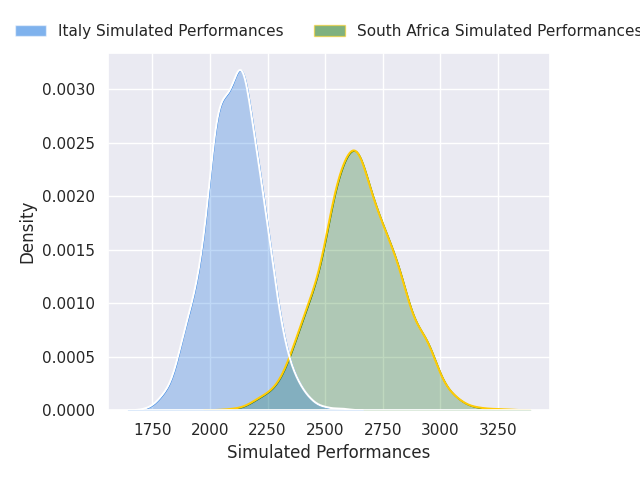 Italy Simulated Performances
South Africa Simulated Performances
0.0030
0.0025
0.0020
0.0015
0.0010
0.0005
0.0000
Density
1750 2000 2250 2500 2750 3000 3250
Simulated Performances